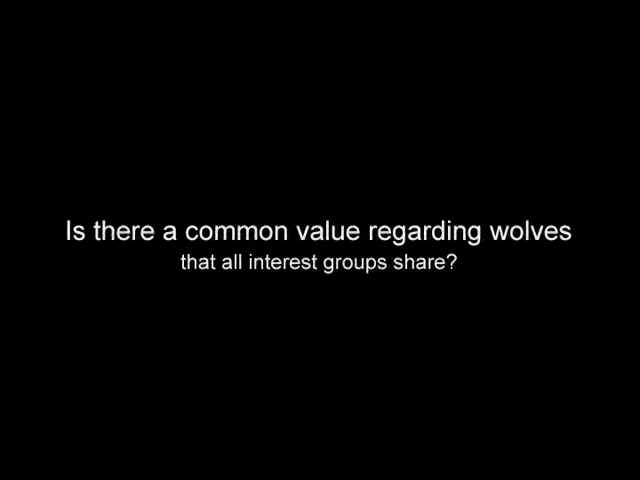 Is there a common value regarding wolves
that all interest groups share?